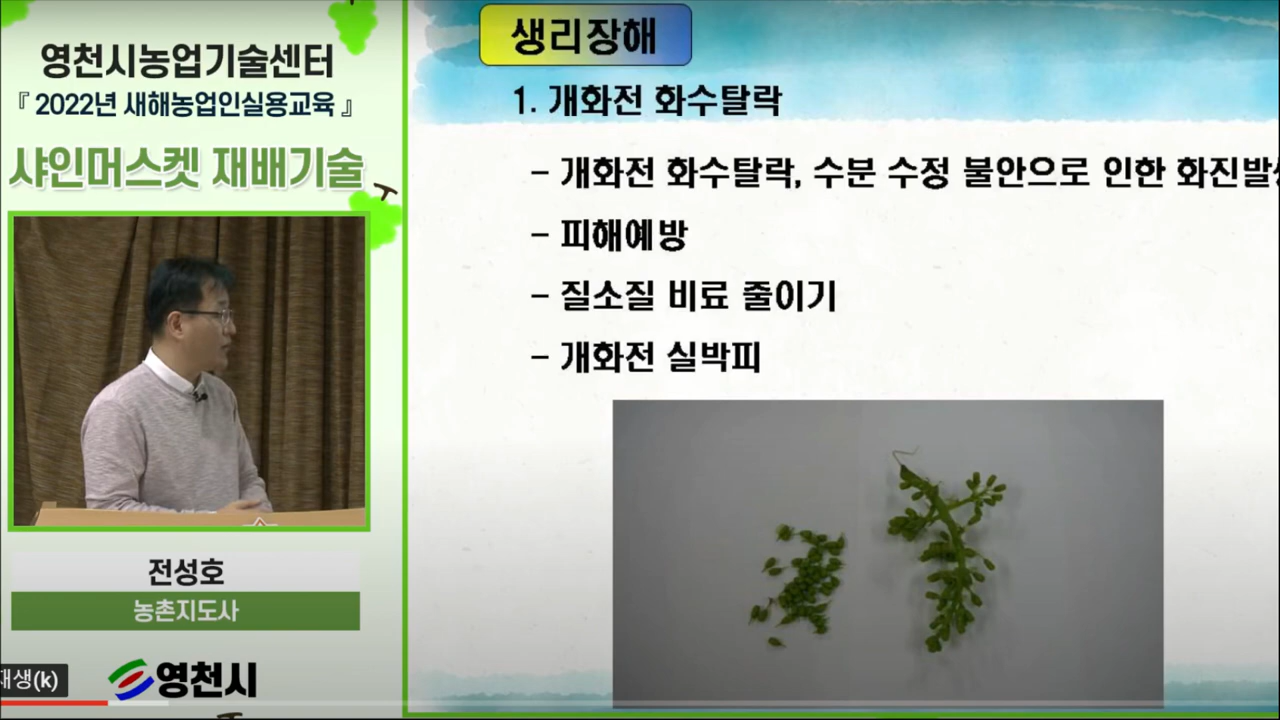 영천시농업기술센터
『 2022년 새해농업인실용교육 』
샤인머스켓 재배기술
전성호
농촌지도사
영천시
재생(k)
생리장해
1. 개화전 화수탈락
- 개화전 화수탈락, 수분 수정 불안으로 인한 화진발생
- 피해예방
- 질소질 비료 줄이기
- 개화전 실박피